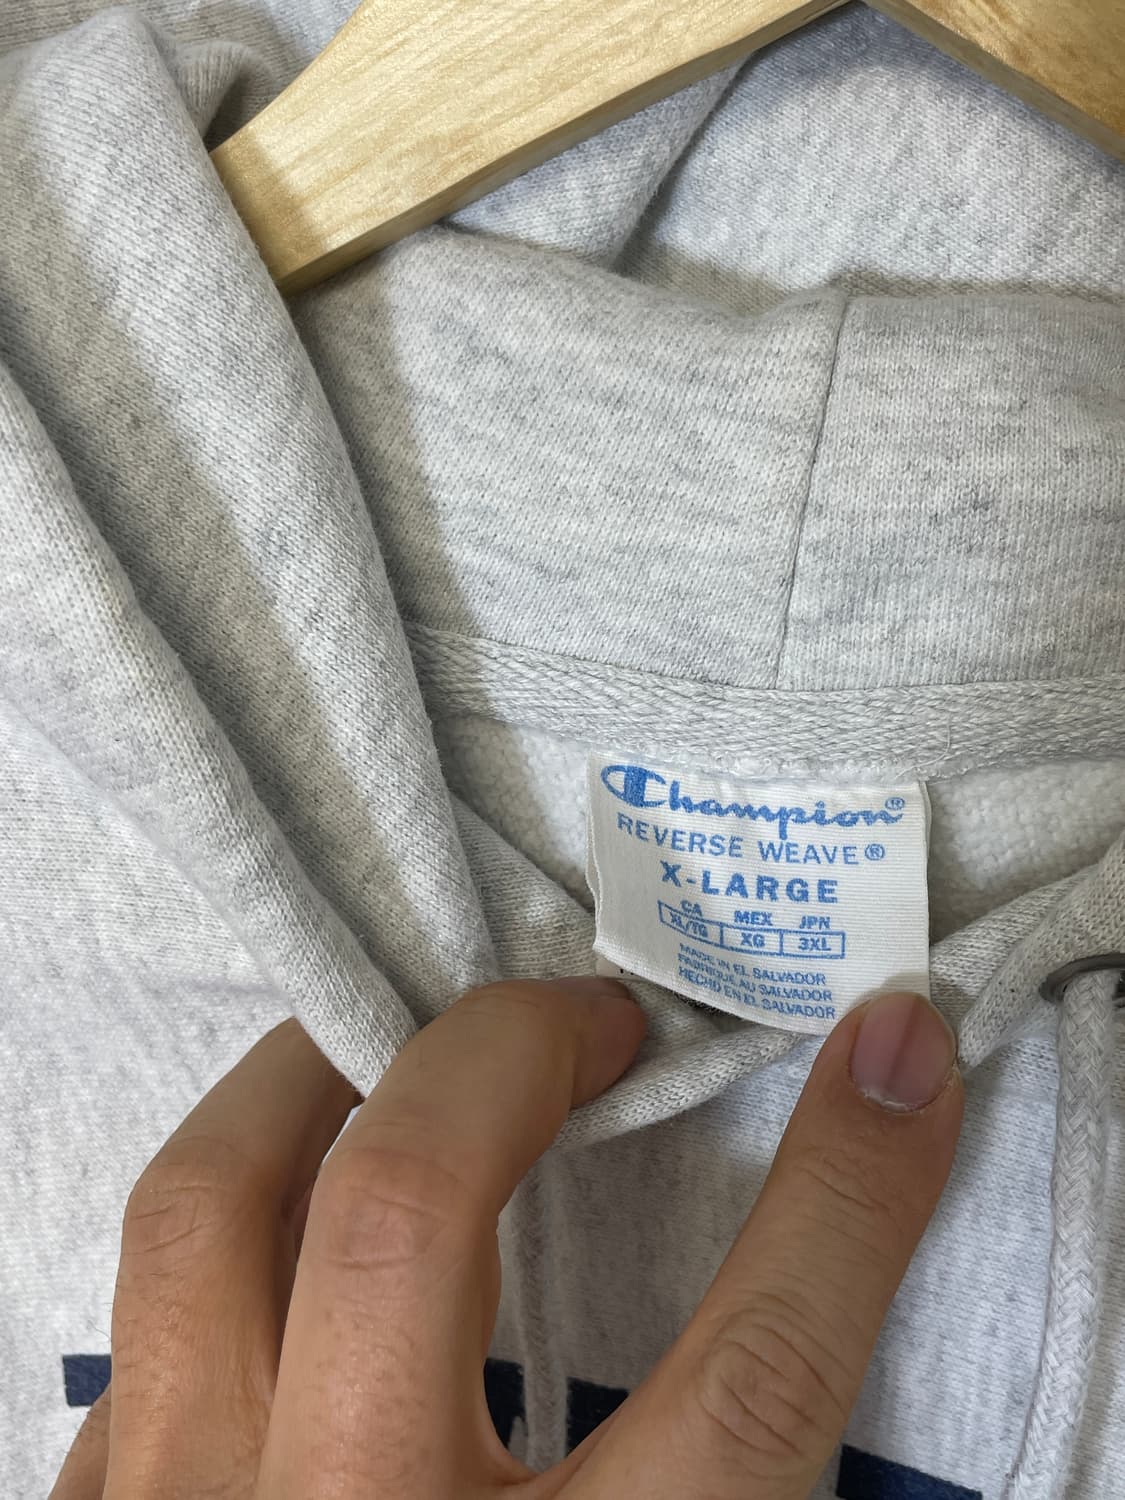 Champion®
REVERSE WEAVE®
X-LARGE
CA MEX JPN
XL/TG XG 3XL
MADE IN EL SALVADOR
FABRIQUE AU SALVADOR
HECHO EN EL SALVADOR